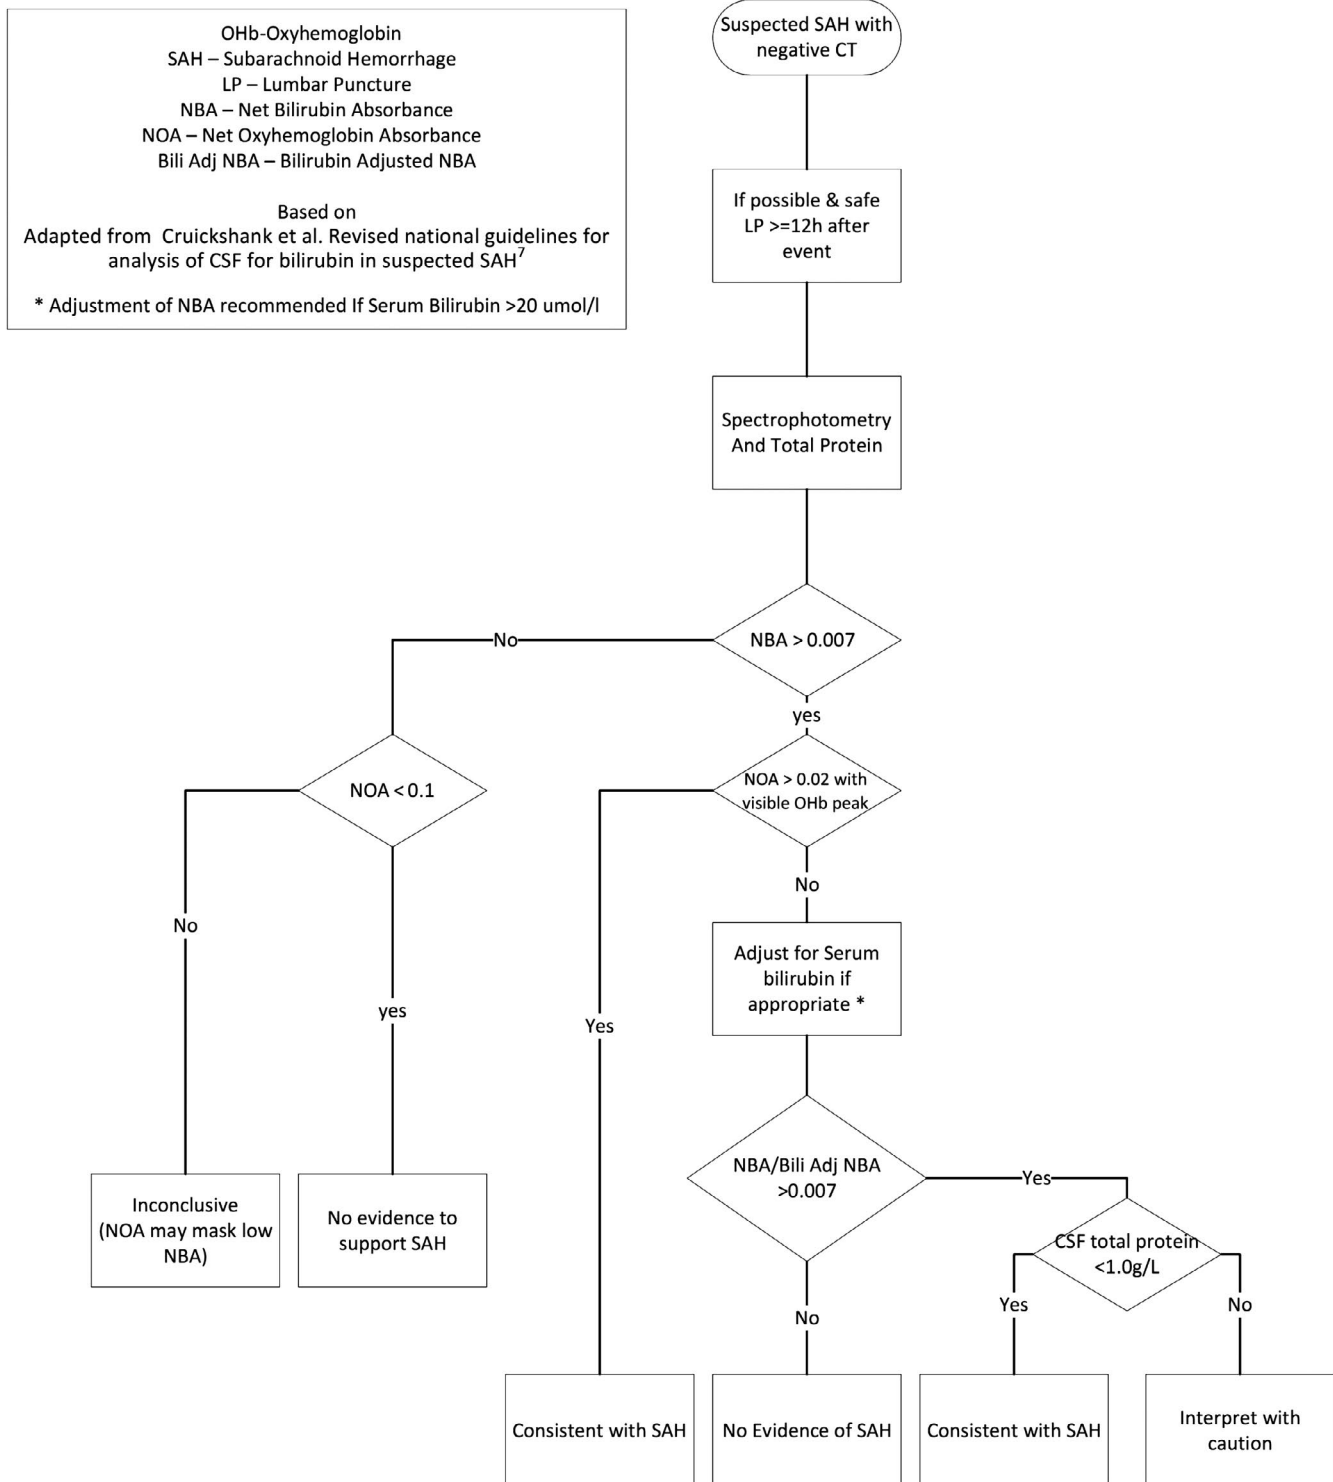 OHb-Oxyhemoglobin
SAH – Subarachnoid Hemorrhage
LP – Lumbar Puncture
NBA – Net Bilirubin Absorbance
NOA – Net Oxyhemoglobin Absorbance
Bili Adj NBA – Bilirubin Adjusted NBA
Based on
Adapted from Cruickshank et al. Revised national guidelines for
analysis of CSF for bilirubin in suspected SAH7
* Adjustment of NBA recommended If Serum Bilirubin >20 umol/l
Suspected SAH with
negative CT
If possible & safe
LP >=12h after
event
Spectrophotometry
And Total Protein
NBA > 0.007
No
yes
NOA < 0.1
NOA > 0.02 with
visible OHb peak
No
No
yes
Yes
Adjust for Serum
bilirubin if
appropriate *
NBA/Bili Adj NBA
>0.007
Yes
CSF total protein
<1.0g/L
Inconclusive
(NOA may mask low
NBA)
No evidence to
support SAH
No
Yes
No
Consistent with SAH
No Evidence of SAH
Consistent with SAH
Interpret with
caution